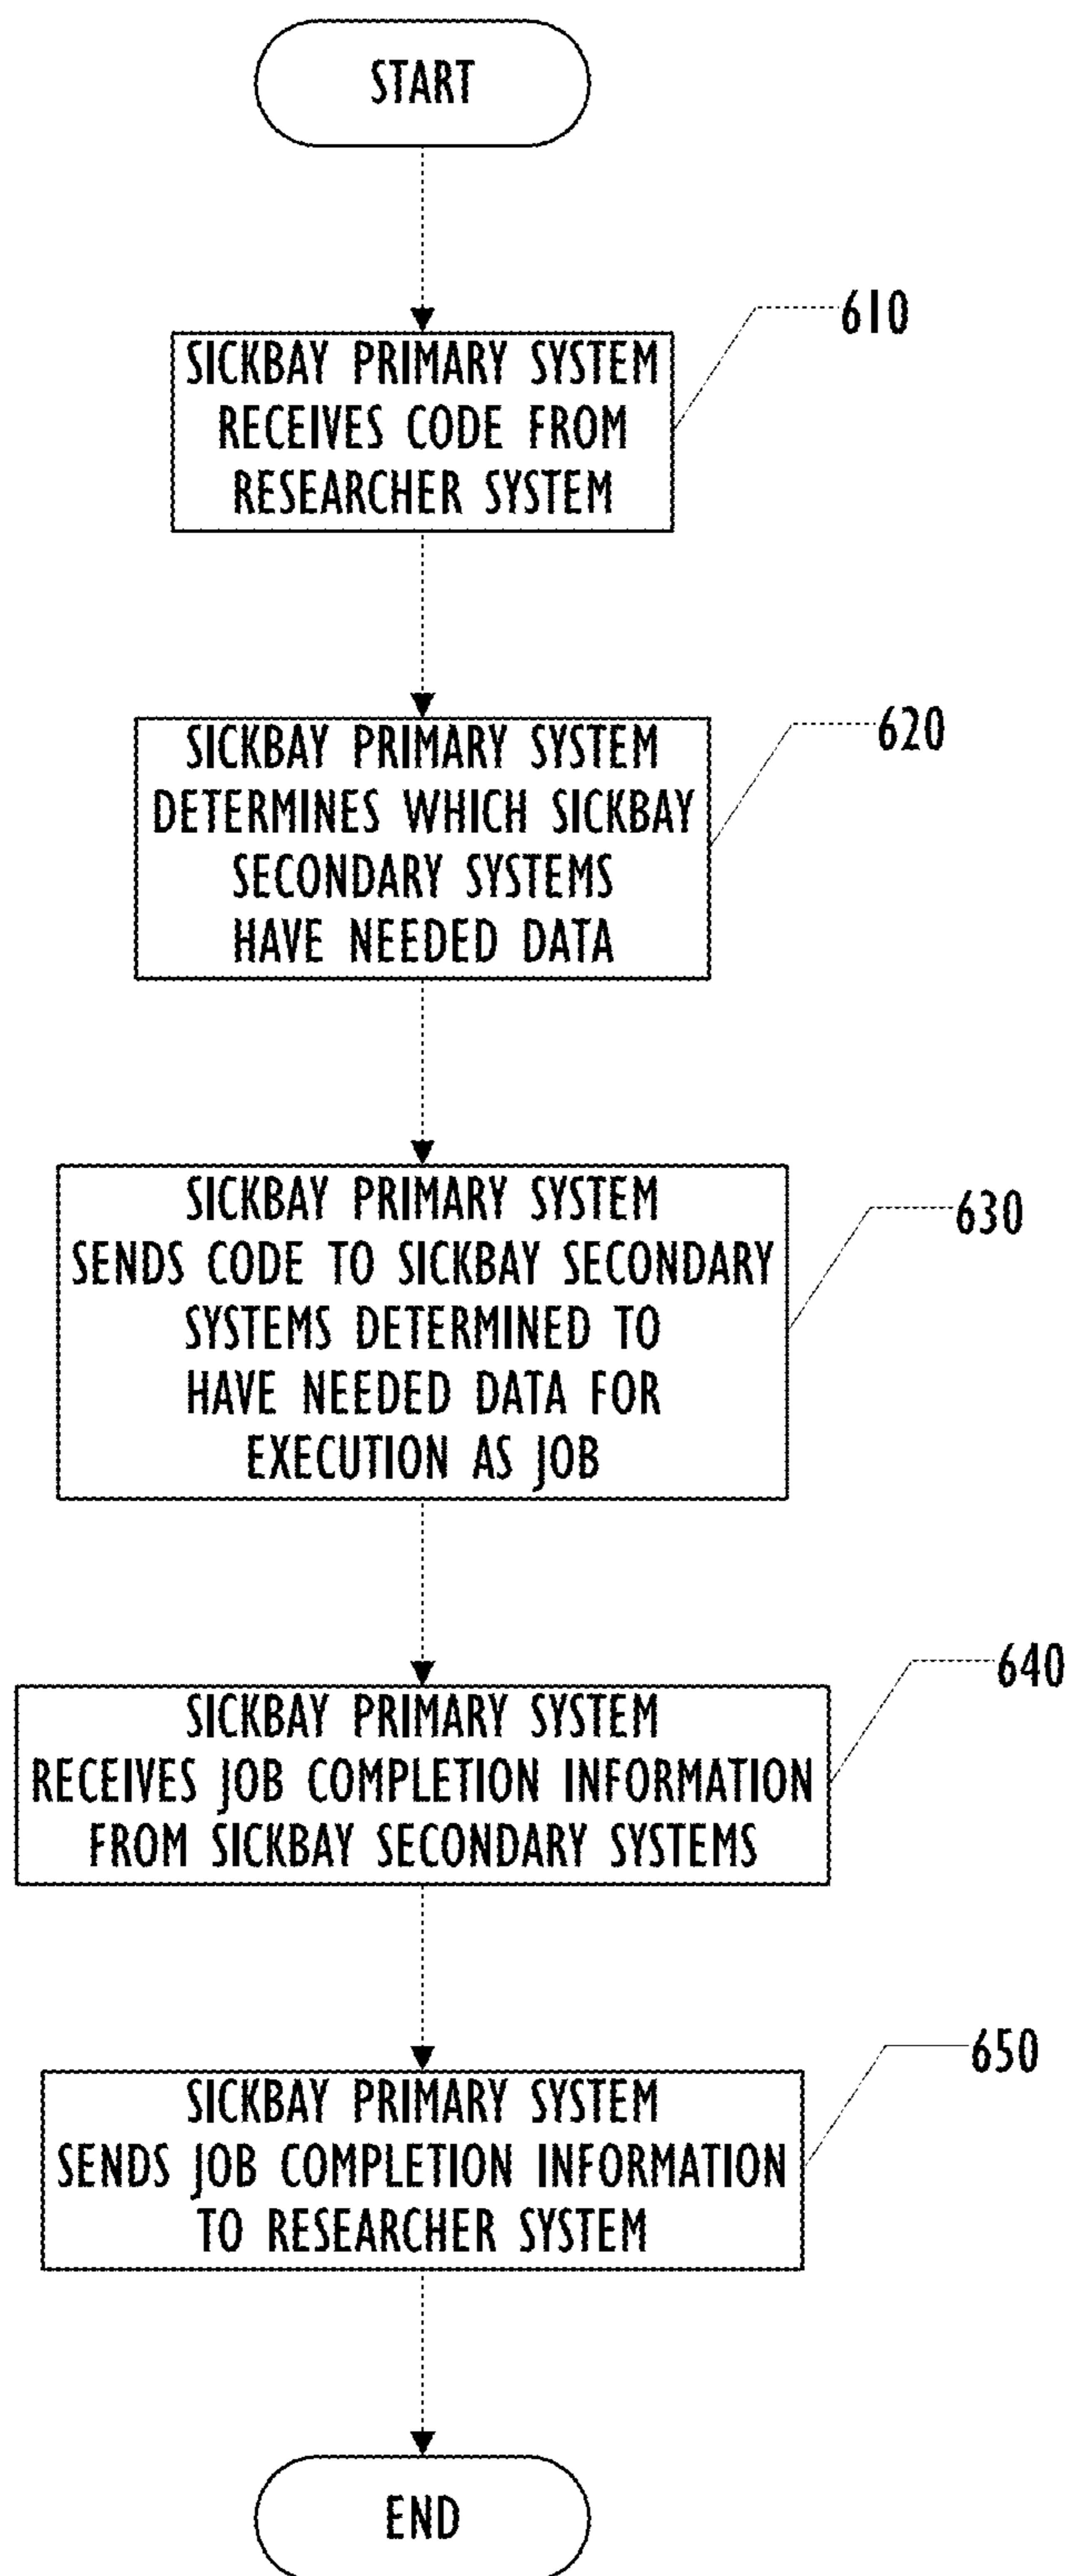 START
610
SICKBAY PRIMARY SYSTEM
RECEIVES CODE FROM
RESEARCHER SYSTEM
620
SICKBAY PRIMARY SYSTEM
DETERMINES WHICH SICKBAY
SECONDARY SYSTEMS
HAVE NEEDED DATA
630
SICKBAY PRIMARY SYSTEM
SENDS CODE TO SICKBAY SECONDARY
SYSTEMS DETERMINED TO
HAVE NEEDED DATA FOR
EXECUTION AS JOB
640
SICKBAY PRIMARY SYSTEM
RECEIVES JOB COMPLETION INFORMATION
FROM SICKBAY SECONDARY SYSTEMS
650
SICKBAY PRIMARY SYSTEM
SENDS JOB COMPLETION INFORMATION
TO RESEARCHER SYSTEM
END